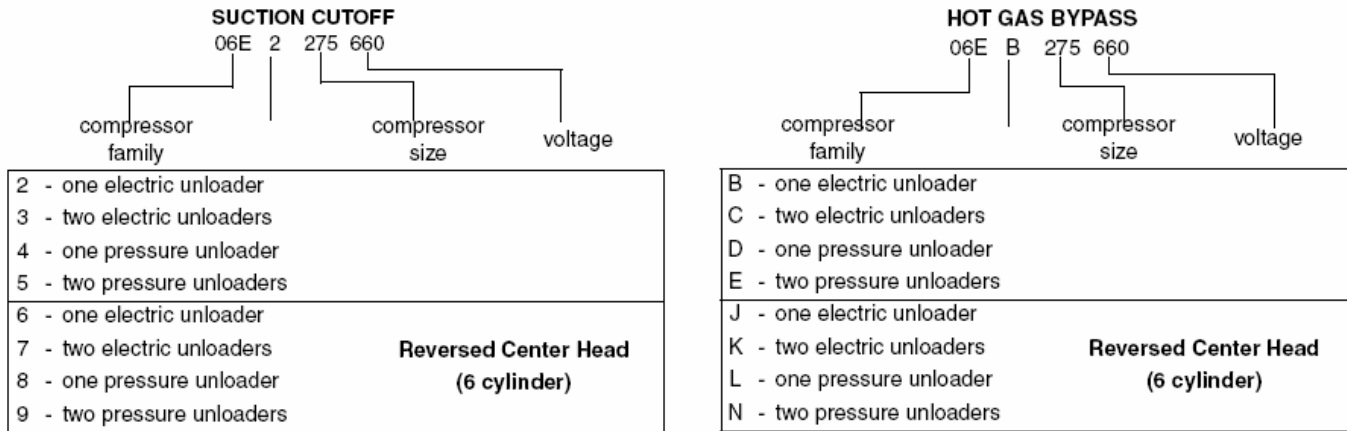 SUCTION CUTOFF
06E 2 275 660
compressor family
compressor size
voltage
2 - one electric unloader
3 - two electric unloaders
4 - one pressure unloader
5 - two pressure unloaders
6 - one electric unloader
7 - two electric unloaders
8 - one pressure unloader
9 - two pressure unloaders
Reversed Center Head
(6 cylinder)
HOT GAS BYPASS
06E B 275 660
compressor family
compressor size
voltage
B - one electric unloader
C - two electric unloaders
D - one pressure unloader
E - two pressure unloaders
J - one electric unloader
K - two electric unloaders
L - one pressure unloader
N - two pressure unloaders
Reversed Center Head
(6 cylinder)